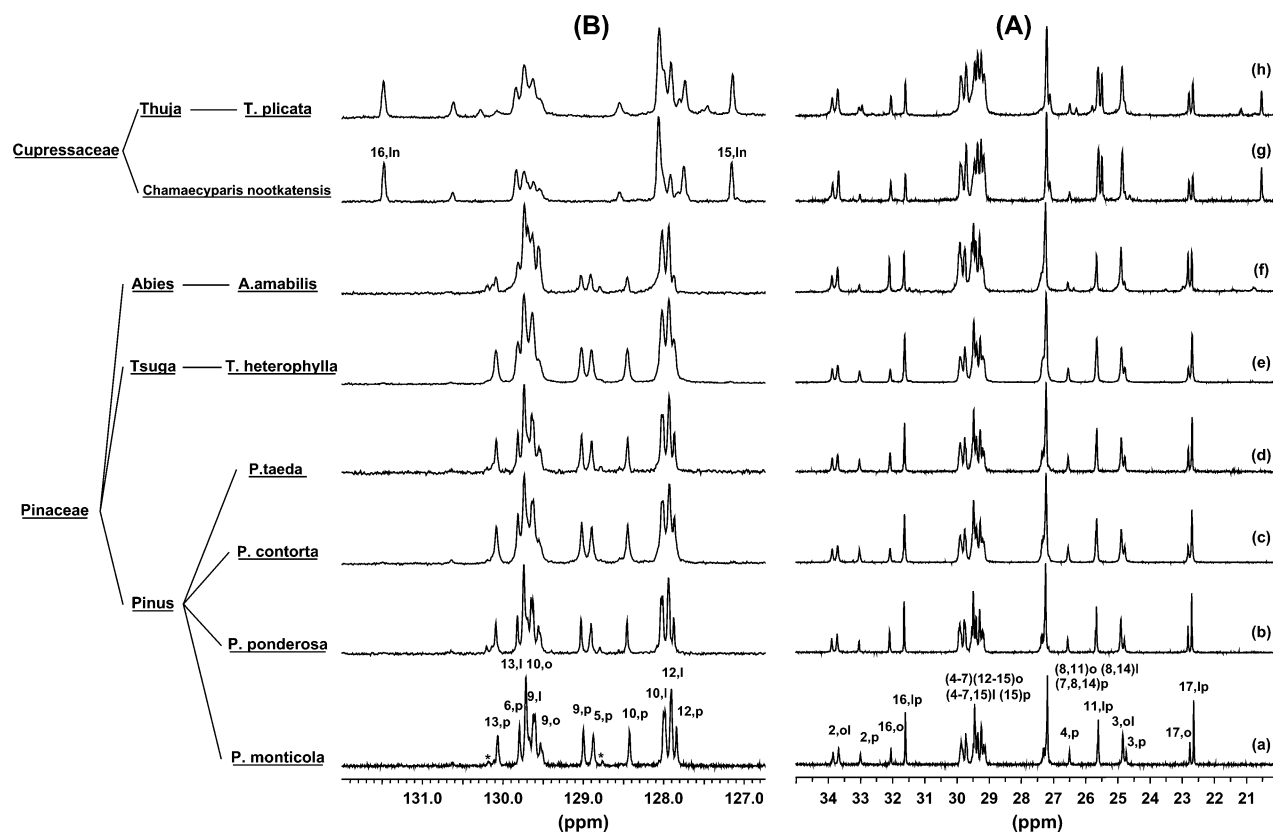 (B)
(A)
(h)
Thuja
T. plicata
Cupressaceae
16,ln
15,ln
(g)
Chamaecyparis nootkatensis
Abies
A.amabilis
(f)
Tsuga
T. heterophylla
(e)
P.taeda
(d)
Pinaceae
P. contorta
(c)
Pinus
P. ponderosa
(b)
13,l 10,o
12,l
6,p
9,l
10,l
13,p
9,o
9,p
5,p
10,p
12,p
*
*
(4-7)(12-15)o
(4-7,15)l (15)p
(8,11)o (8,14)l
(7,8,14)p
16,lp
17,lp
2,ol
2,p
16,o
4,p
11,lp
3,ol
3,p
17,o
P. monticola
(a)
131.0 130.0 129.0 128.0 127.0
34 33 32 31 30 29 28 27 26 25 24 23 22 21
(ppm)
(ppm)